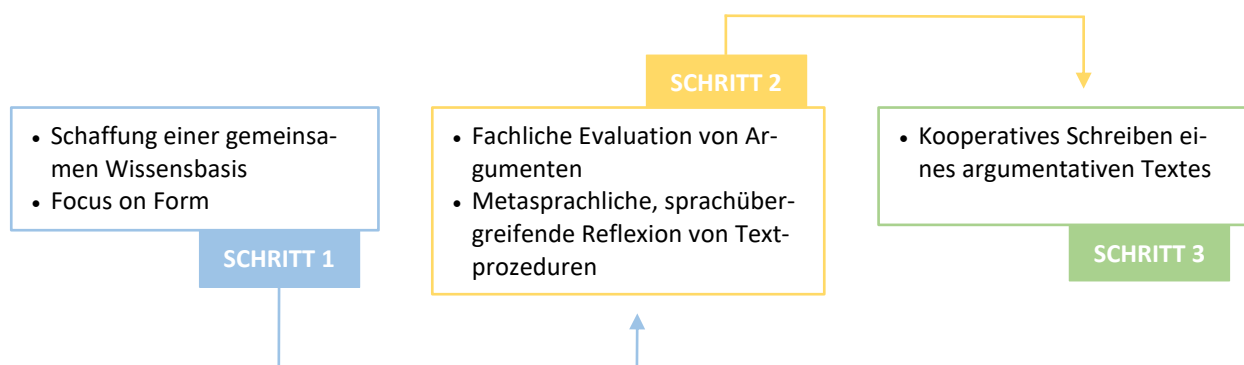 • Schaffung einer gemeinsa-
men Wissensbasis
• Focus on Form
SCHRITT 1
SCHRITT 2
• Fachliche Evaluation von Ar-
gumenten
• Metasprachliche, sprachüber-
greifende Reflexion von Text-
prozeduren
• Kooperatives Schreiben ei-
nes argumentativen Textes
SCHRITT 3